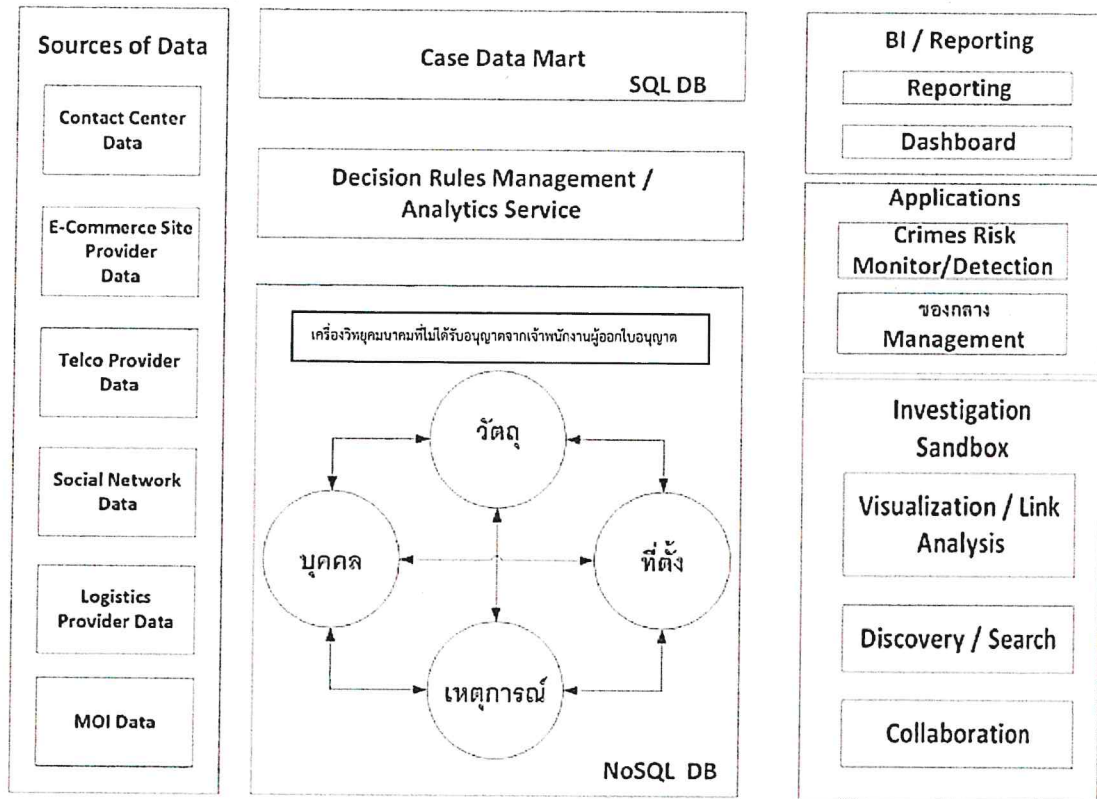 Sources of Data
Contact Center
Data
E-Commerce Site
Provider
Data
Telco Provider
Data
Social Network
Data
Logistics
Provider Data
MOI Data
Case Data Mart
SQL DB
Decision Rules Management /
Analytics Service
เครื่องวิทยุคมนาคมที่ไม่ได้รับอนุญาตจากเจ้าพนักงานผู้ออกใบอนุญาต
วัตถุ
บุคคล
ที่ตั้ง
เหตุการณ์
NoSQL DB
BI / Reporting
Reporting
Dashboard
Applications
Crimes Risk
Monitor/Detection
ของกลาง
Management
Investigation
Sandbox
Visualization / Link
Analysis
Discovery / Search
Collaboration